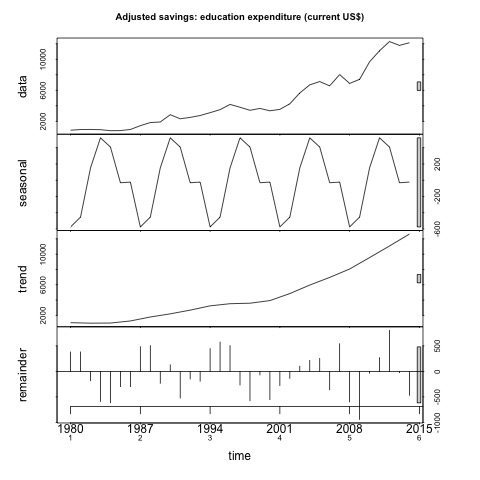 Adjusted savings: education expenditure (current US$)
data
2000 6000 10000
seasonal
-600 -200 200
trend
2000 6000 10000
remainder
-1000 -500 0 500
1980 1987 1994 2001 2008 2015
1 2 3 4 5 6
time